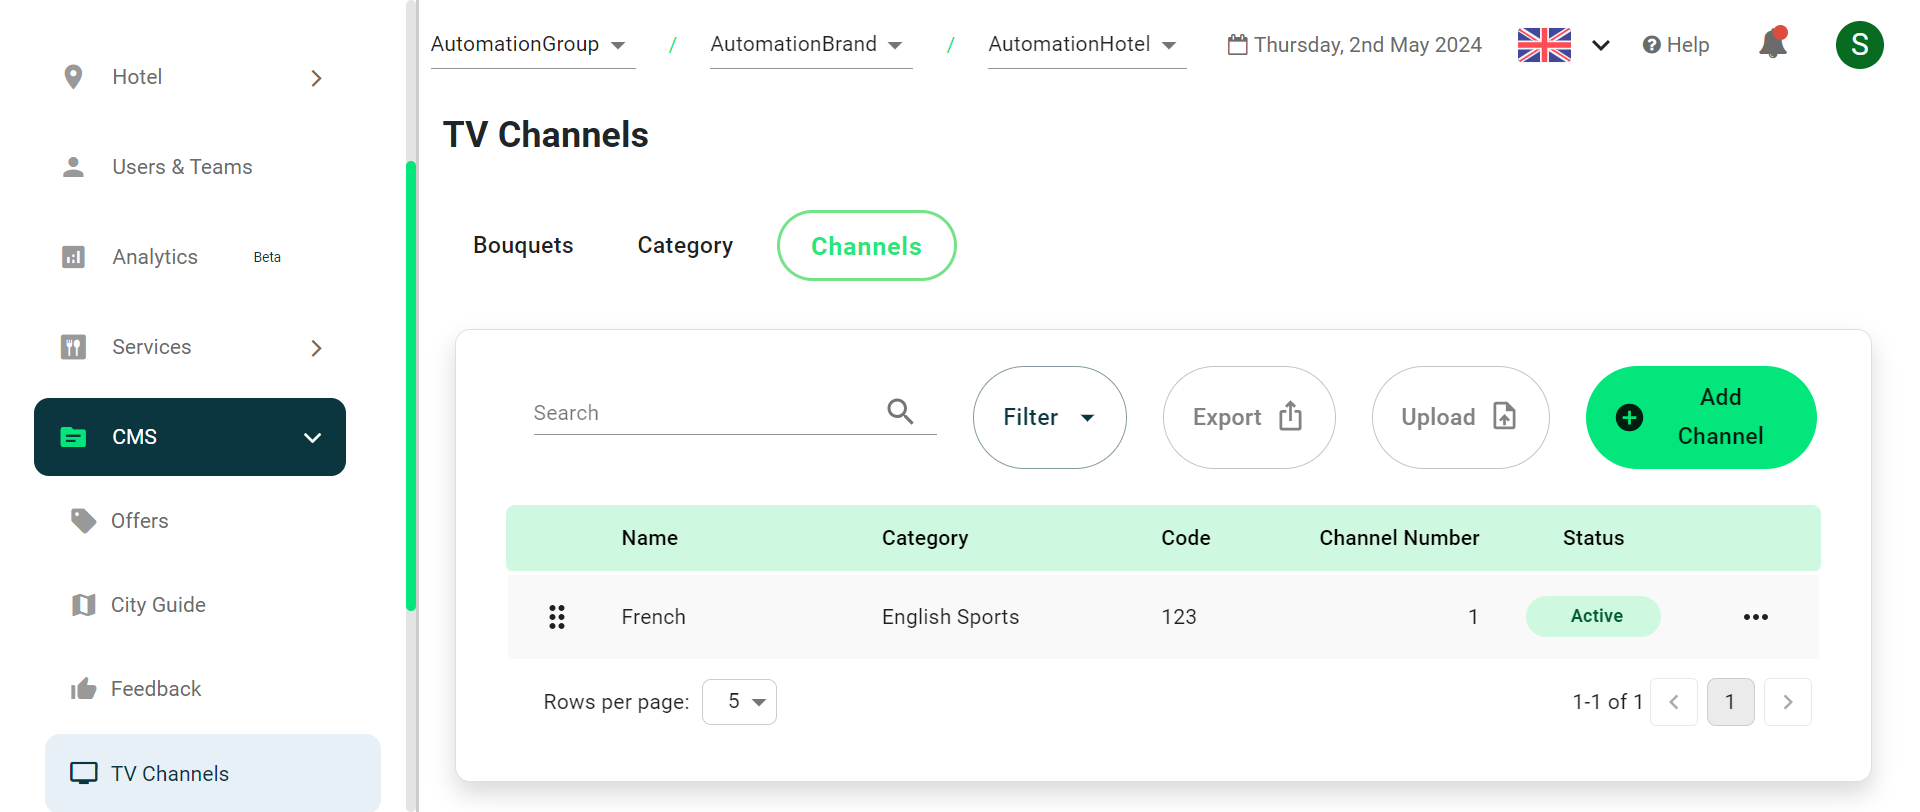 AutomationGroup / AutomationBrand / AutomationHotel Thursday, 2nd May 2024 Help S
Hotel
Users & Teams
Analytics Beta
Services
CMS
Offers
City Guide
Feedback
TV Channels
TV Channels
Bouquets Category Channels
Search Filter Export Upload Add
Channel
Name Category Code Channel Number Status
French English Sports 123 1 Active
Rows per page: 5 1-1 of 1 1